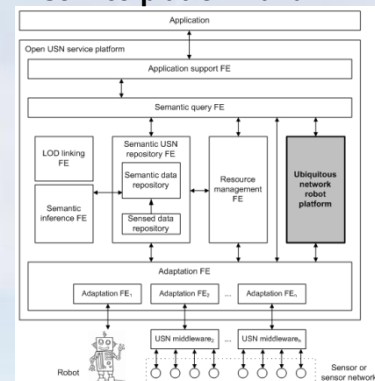 Application
Open USN service platform
Application support FE
Semantic query FE
LOD linking
FE
Semantic
inference FE
Semantic USN
repository FE
Semantic data
repository
Sensed data
repository
Resource
management
FE
Ubiquitous
network
robot
platform
Adaptation FE
Adaptation FE₁
Adaptation FE₂
...
Adaptation FEₙ
USN middleware₂
...
USN middlewareₙ
Robot
Sensor or
sensor network